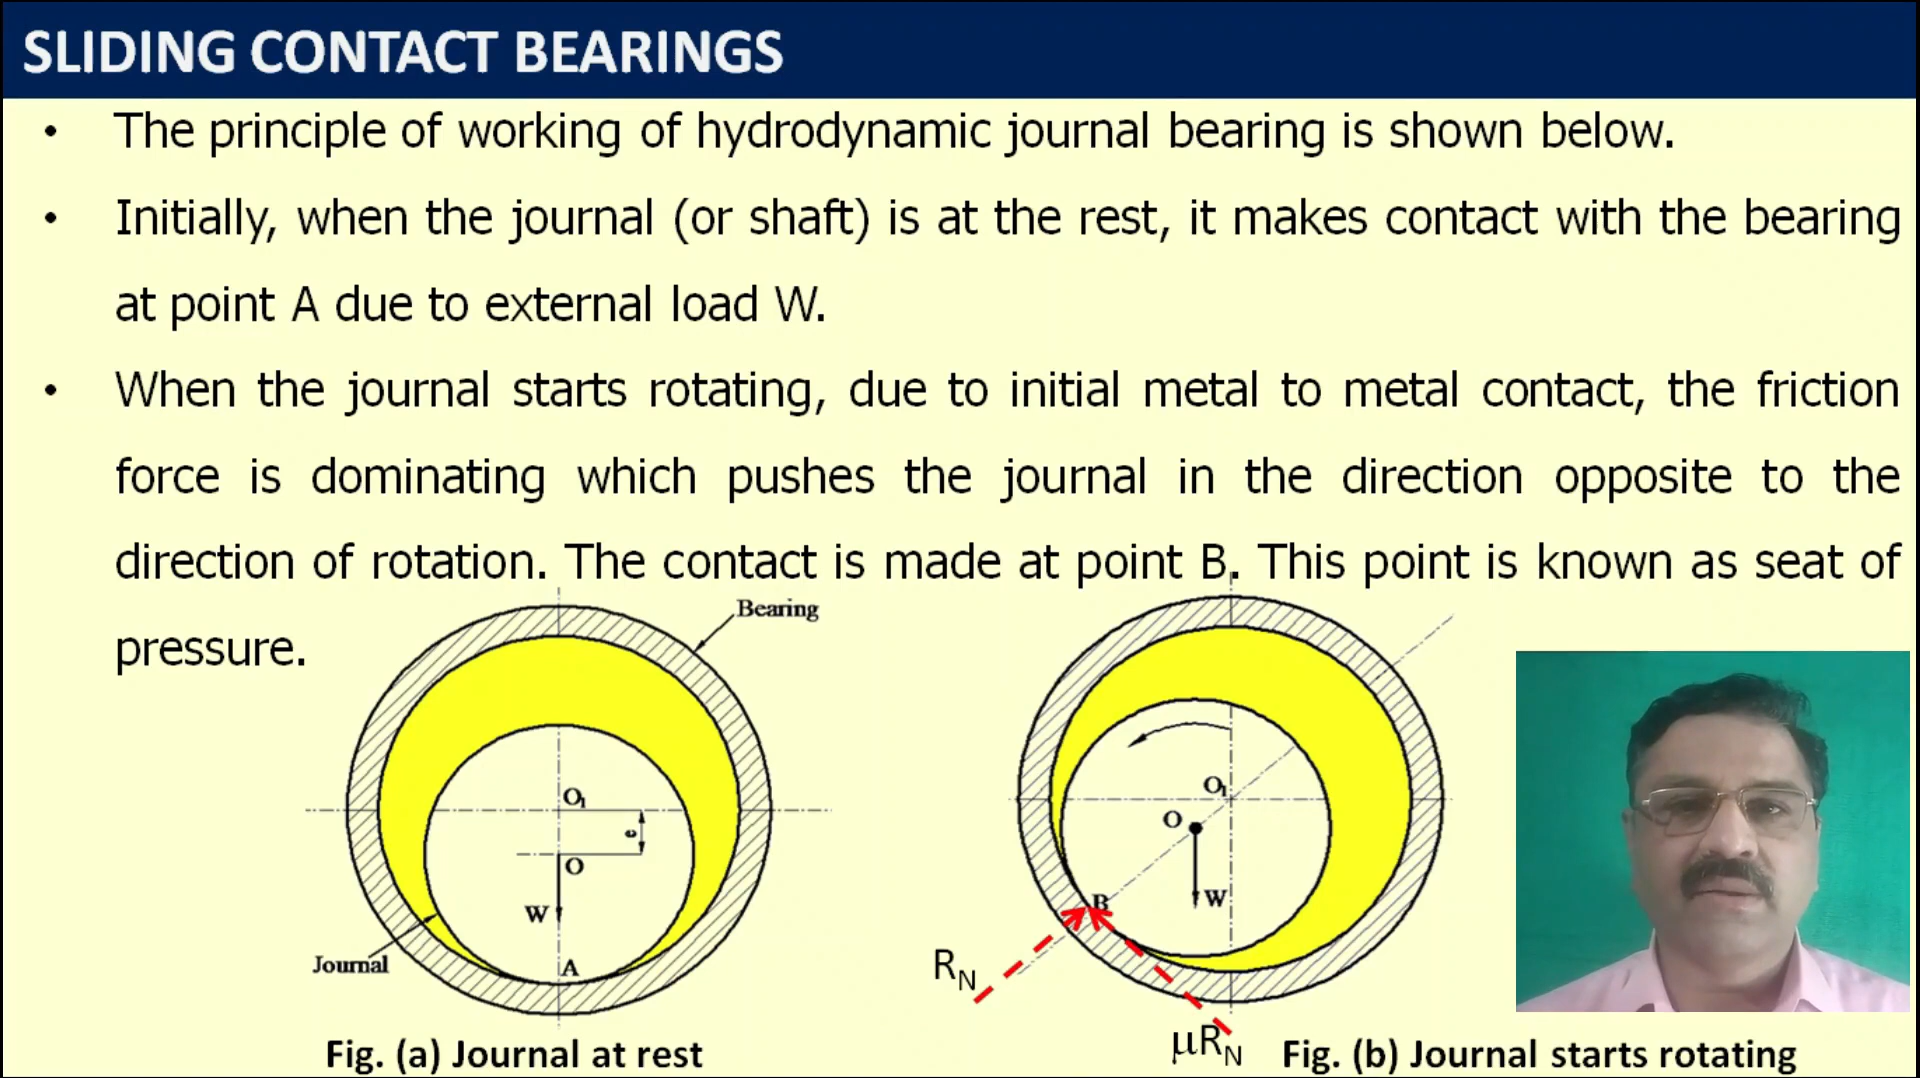 SLIDING CONTACT BEARINGS
• The principle of working of hydrodynamic journal bearing is shown below.
• Initially, when the journal (or shaft) is at the rest, it makes contact with the bearing
at point A due to external load W.
• When the journal starts rotating, due to initial metal to metal contact, the friction
force is dominating which pushes the journal in the direction opposite to the
direction of rotation. The contact is made at point B. This point is known as seat of
pressure.
Bearing
O₁
e
O
W
A
Journal
Fig. (a) Journal at rest
O₁
O
W
B
R_N
μR_N
Fig. (b) Journal starts rotating